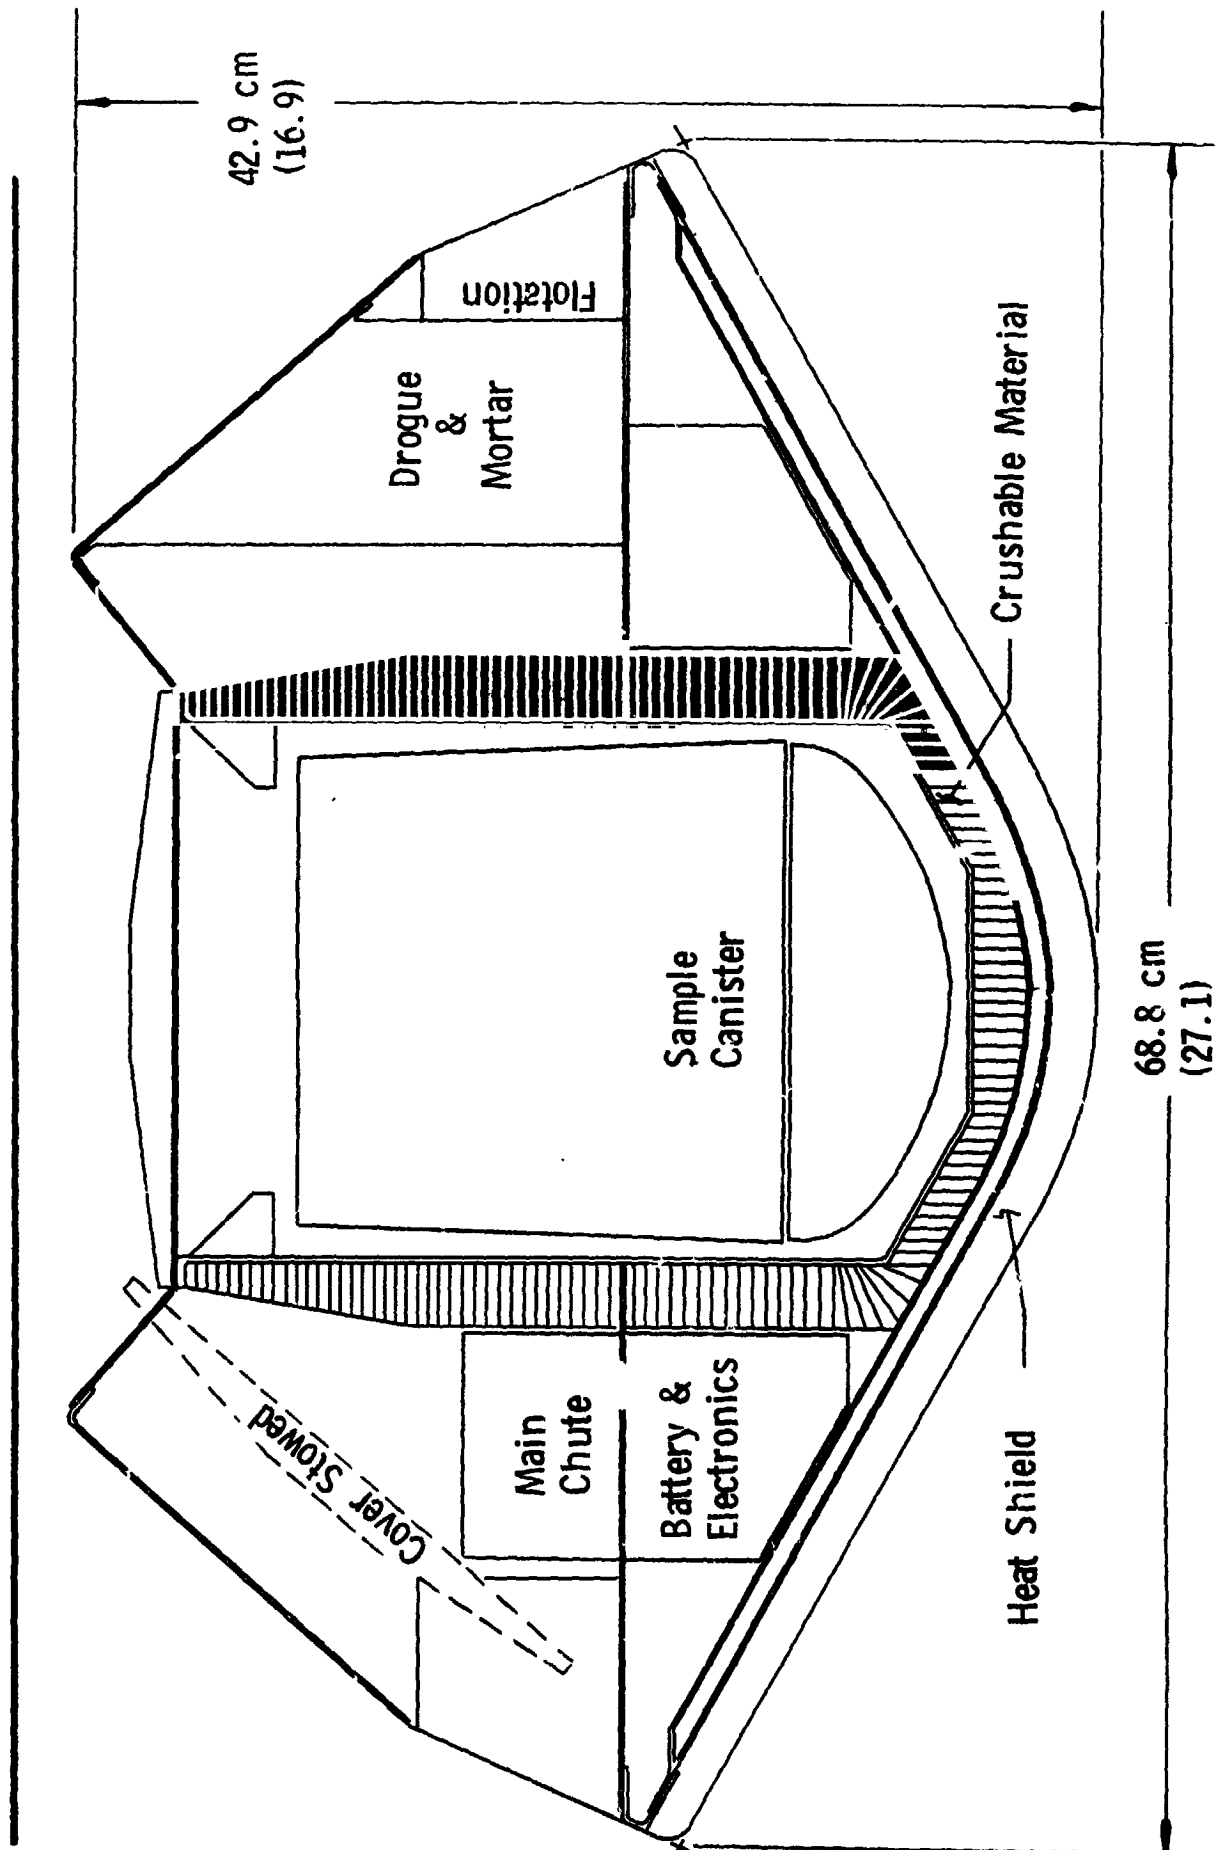 42.9 cm
(16.9)
Flotation
Drogue
&
Mortar
Crushable Material
Sample
Canister
68.8 cm
(27.1)
Cover Stowed
Main
Chute
Battery &
Electronics
Heat Shield